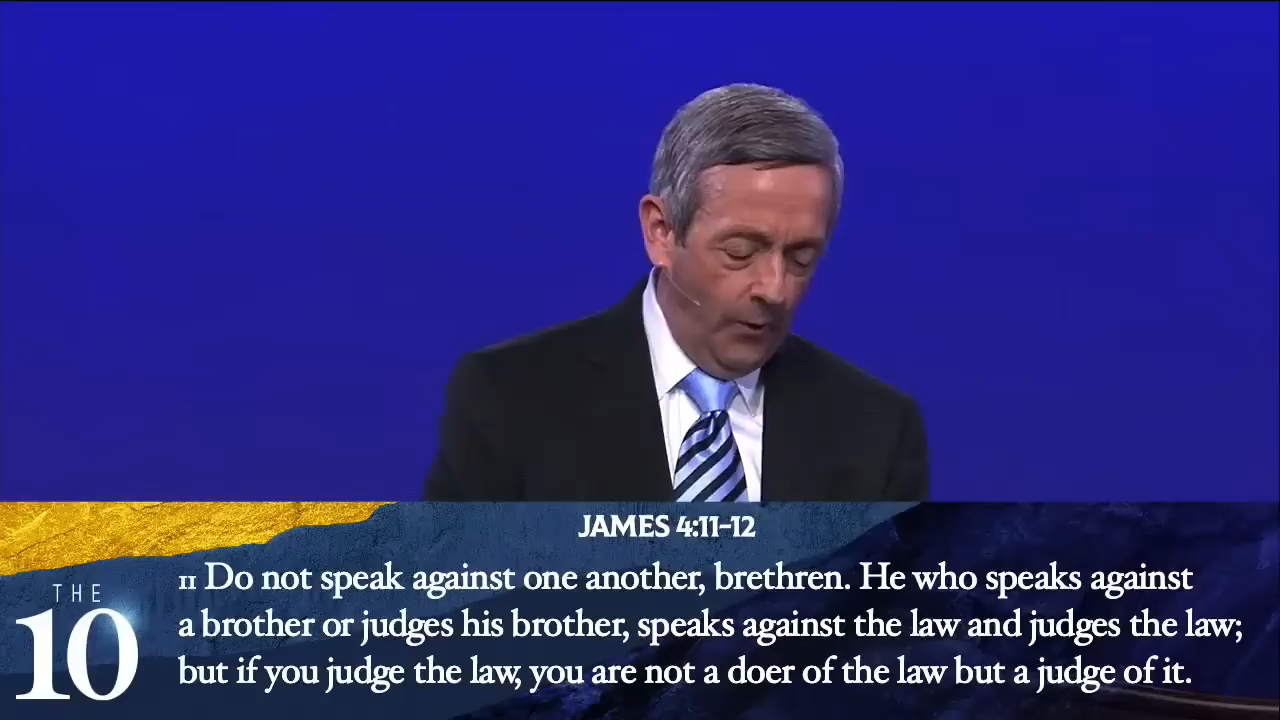 JAMES 4:11–12
11 Do not speak against one another, brethren. He who speaks against
a brother or judges his brother, speaks against the law and judges the law;
but if you judge the law, you are not a doer of the law but a judge of it.
THE
10